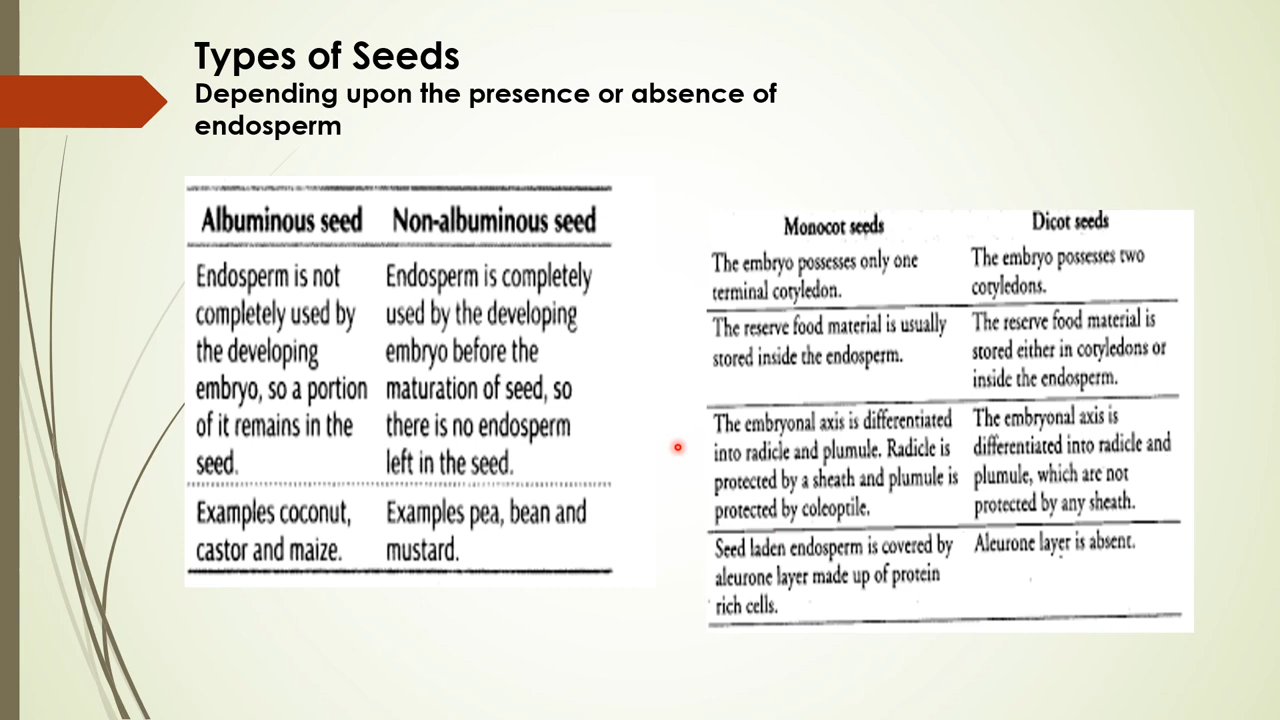 Types of Seeds
Depending upon the presence or absence of
endosperm
Albuminous seed
Non-albuminous seed
Endosperm is not
completely used by
the developing
embryo, so a portion
of it remains in the
seed.
Endosperm is completely
used by the developing
embryo before the
maturation of seed, so
there is no endosperm
left in the seed.
Examples coconut,
castor and maize.
Examples pea, bean and
mustard.
Monocot seeds
Dicot seeds
The embryo possesses only one
terminal cotyledon.
The embryo possesses two
cotyledons.
The reserve food material is usually
stored inside the endosperm.
The reserve food material is
stored either in cotyledons or
inside the endosperm.
The embryonal axis is differentiated
into radicle and plumule. Radicle is
protected by a sheath and plumule is
protected by coleoptile.
The embryonal axis is
differentiated into radicle and
plumule, which are not
protected by any sheath.
Seed laden endosperm is covered by
aleurone layer made up of protein
rich cells.
Aleurone layer is absent.